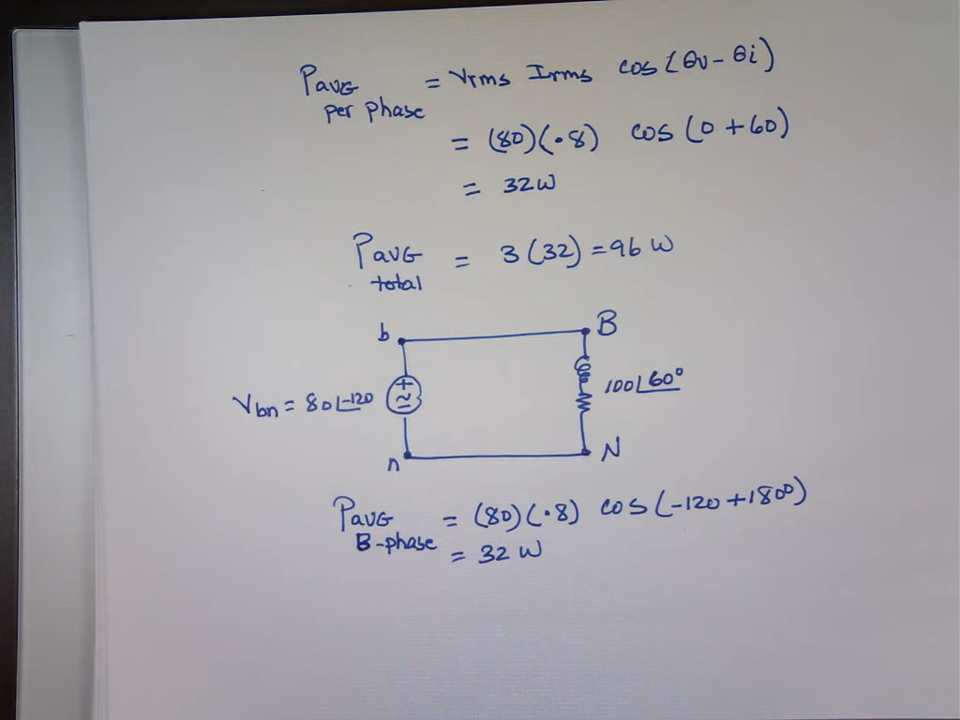 PAVG per phase = Vrms Irms cos(θv - θi)
= (80)(.8) cos(0 + 60)
= 32W
PAVG total = 3(32) = 96 W
b B
Vbn = 80∠-120 + ~ 100∠60°
n N
PAVG B-phase = (80)(.8) cos(-120 + 180°)
= 32 W